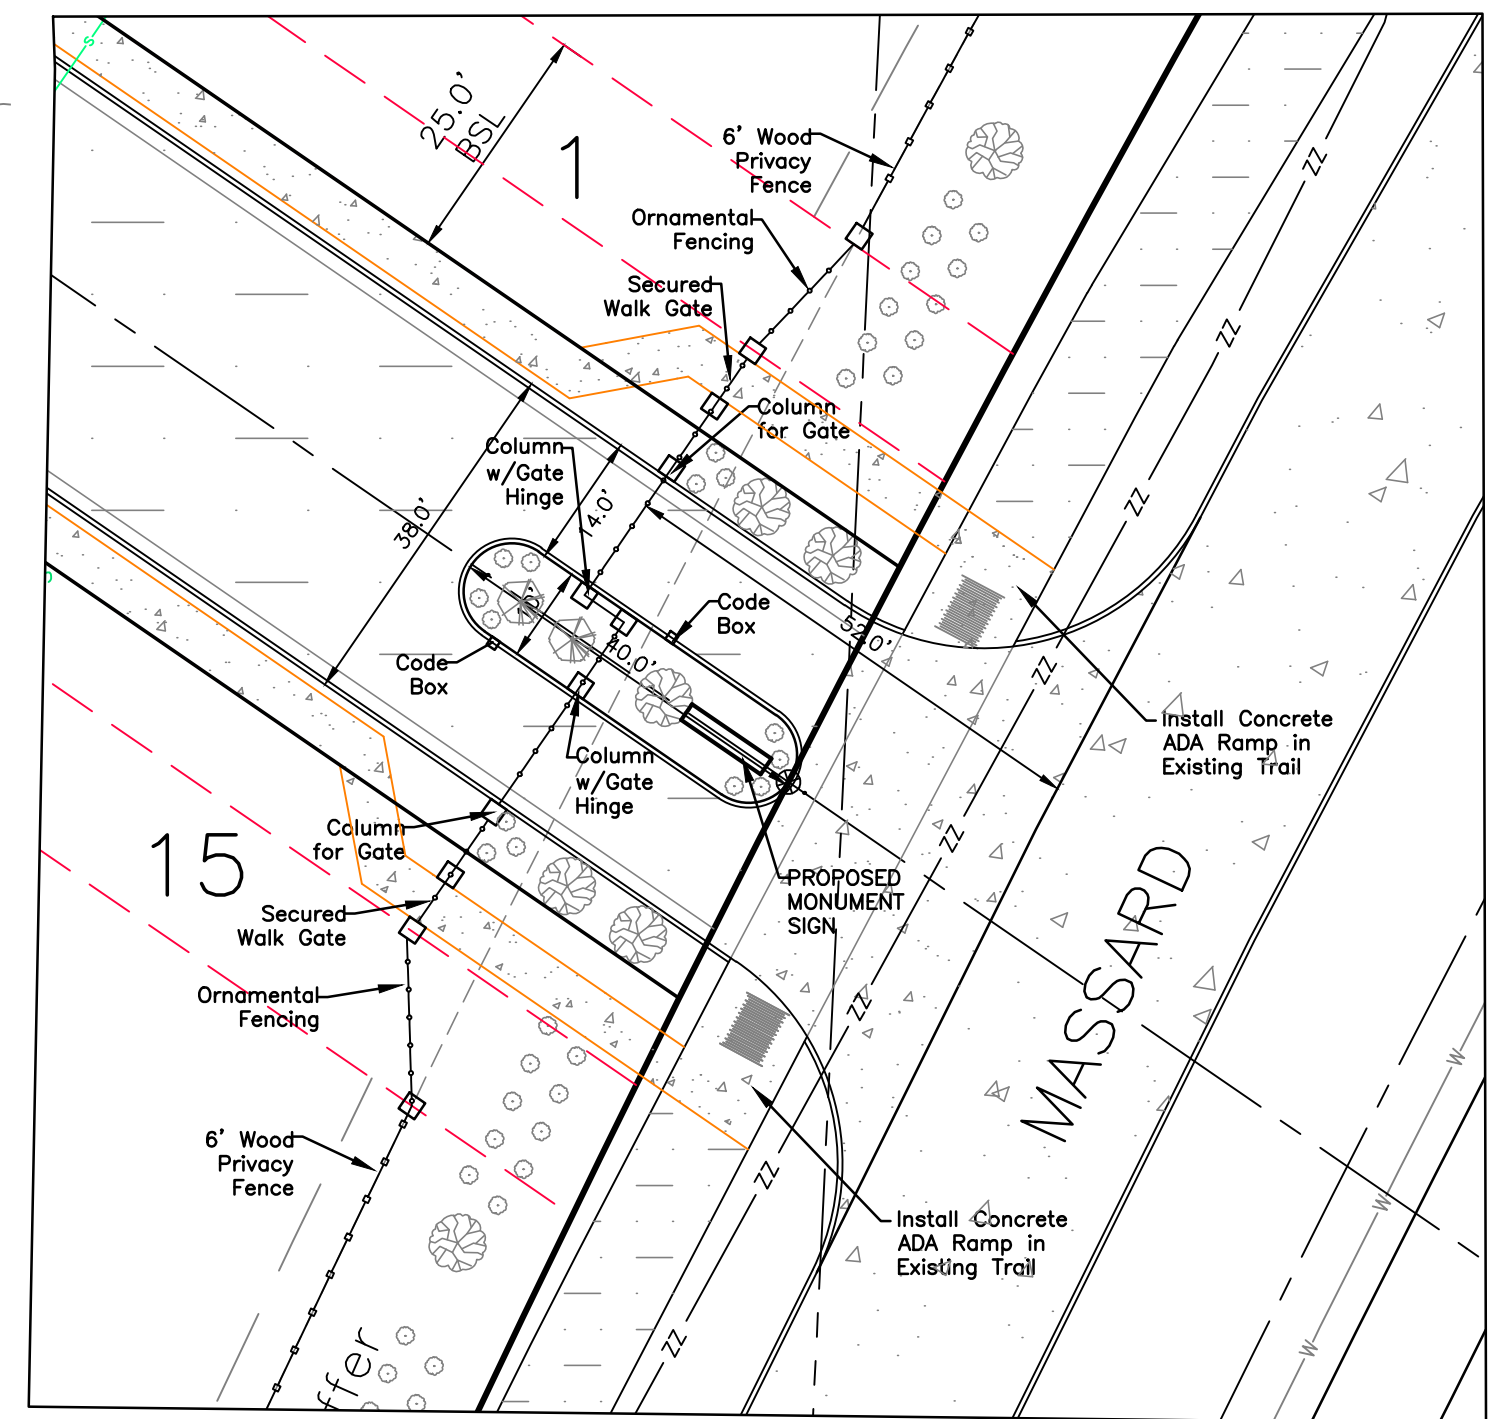 25.0'
BSL
1
6' Wood
Privacy
Fence
Ornamental
Fencing
Secured
Walk Gate
Column
for Gate
Column
w/Gate
Hinge
38.0'
14.0'
Code
Box
52.0'
40.0'
Code
Box
Column
w/Gate
Hinge
Install Concrete
ADA Ramp in
Existing Trail
15
Column
for Gate
PROPOSED
MONUMENT
SIGN
Secured
Walk Gate
Ornamental
Fencing
MASSARD
6' Wood
Privacy
Fence
Install Concrete
ADA Ramp in
Existing Trail
ffer
S
ZZ
ZZ
ZZ
ZZ
ZZ
ZZ
ZZ
ZZ
W
W
W